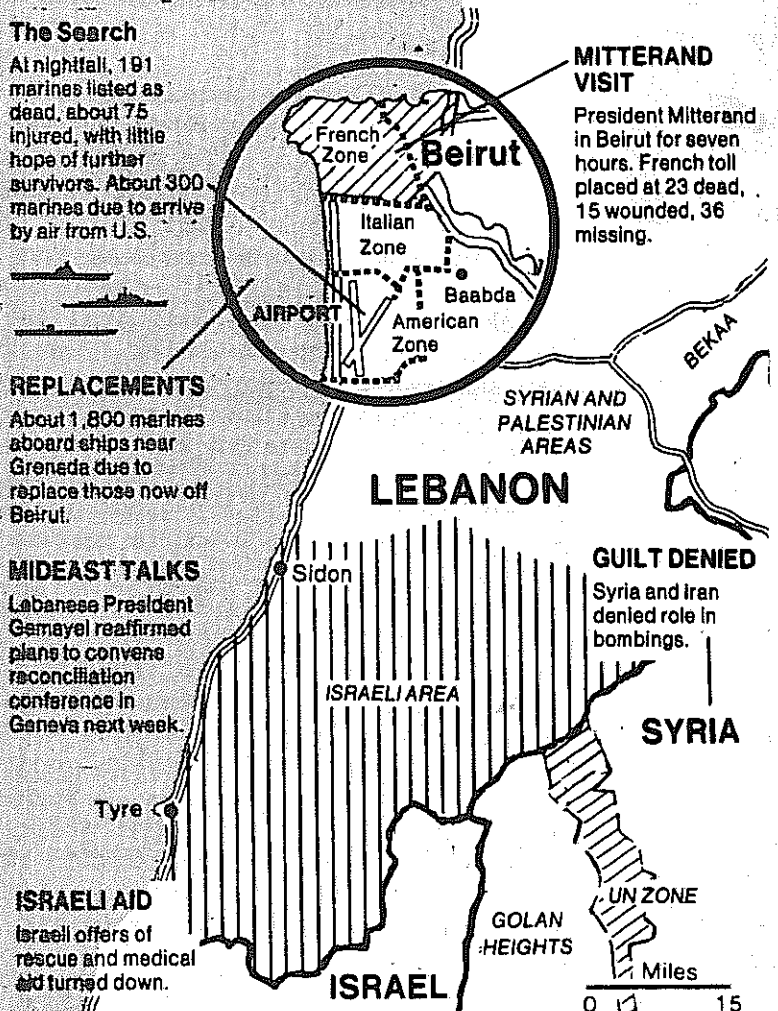 The Search
At nightfall, 191
marines listed as
dead, about 75
injured, with little
hope of further
survivors. About 300
marines due to arrive
by air from U.S.
REPLACEMENTS
About 1,800 marines
aboard ships near
Grenada due to
replace those now off
Beirut.
MIDEAST TALKS
Lebanese President
Gemayel reaffirmed
plans to convene
reconciliation
conference in
Geneva next week.
Tyre
ISRAELI AID
Israeli offers of
rescue and medical
aid turned down.
French
Zone
Beirut
Italian
Zone
Baabda
AIRPORT
American
Zone
MITTERAND
VISIT
President Mitterand
in Beirut for seven
hours. French toll
placed at 23 dead,
15 wounded, 36
missing.
BEKAA
SYRIAN AND
PALESTINIAN
AREAS
LEBANON
Sidon
GUILT DENIED
Syria and Iran
denied role in
bombings.
ISRAELI AREA
SYRIA
UN ZONE
GOLAN
HEIGHTS
ISRAEL
Miles
0 15